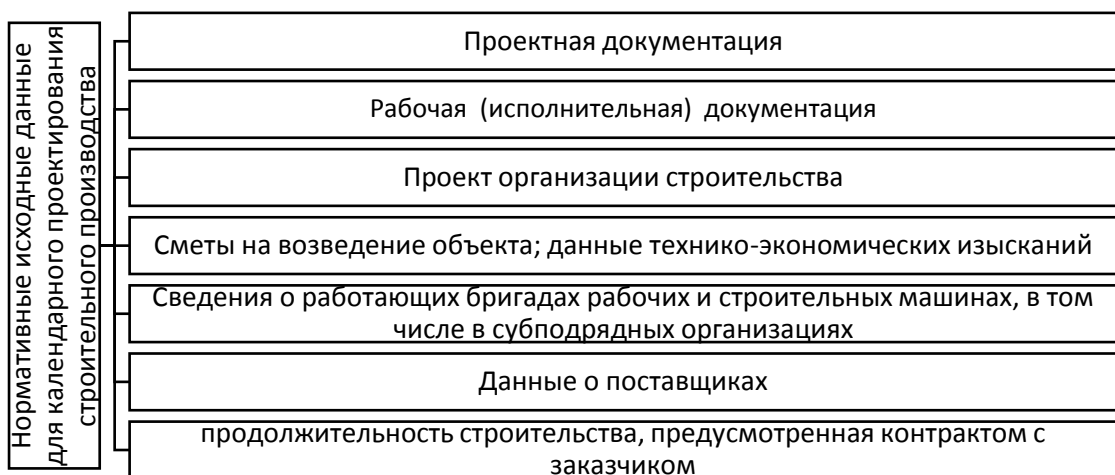 Нормативные исходные данные
для календарного проектирования
строительного производства
Проектная документация
Рабочая (исполнительная) документация
Проект организации строительства
Сметы на возведение объекта; данные технико-экономических изысканий
Сведения о работающих бригадах рабочих и строительных машинах, в том
числе в субподрядных организациях
Данные о поставщиках
продолжительность строительства, предусмотренная контрактом с
заказчиком